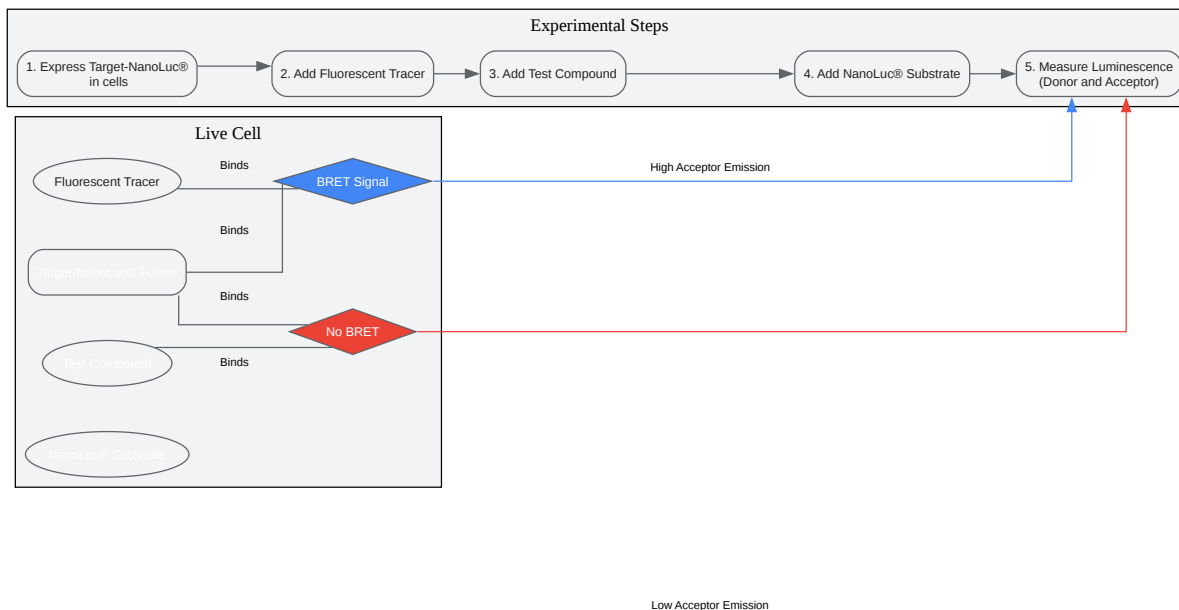 Experimental Steps
1. Express Target-NanoLuc®
in cells
2. Add Fluorescent Tracer
3. Add Test Compound
4. Add NanoLuc® Substrate
5. Measure Luminescence
(Donor and Acceptor)
Live Cell
Binds
Fluorescent Tracer
BRET Signal
High Acceptor Emission
Binds
Target-NanoLuc® Fusion
Binds
No BRET
Test Compound
Binds
NanoLuc® Substrate
Low Acceptor Emission